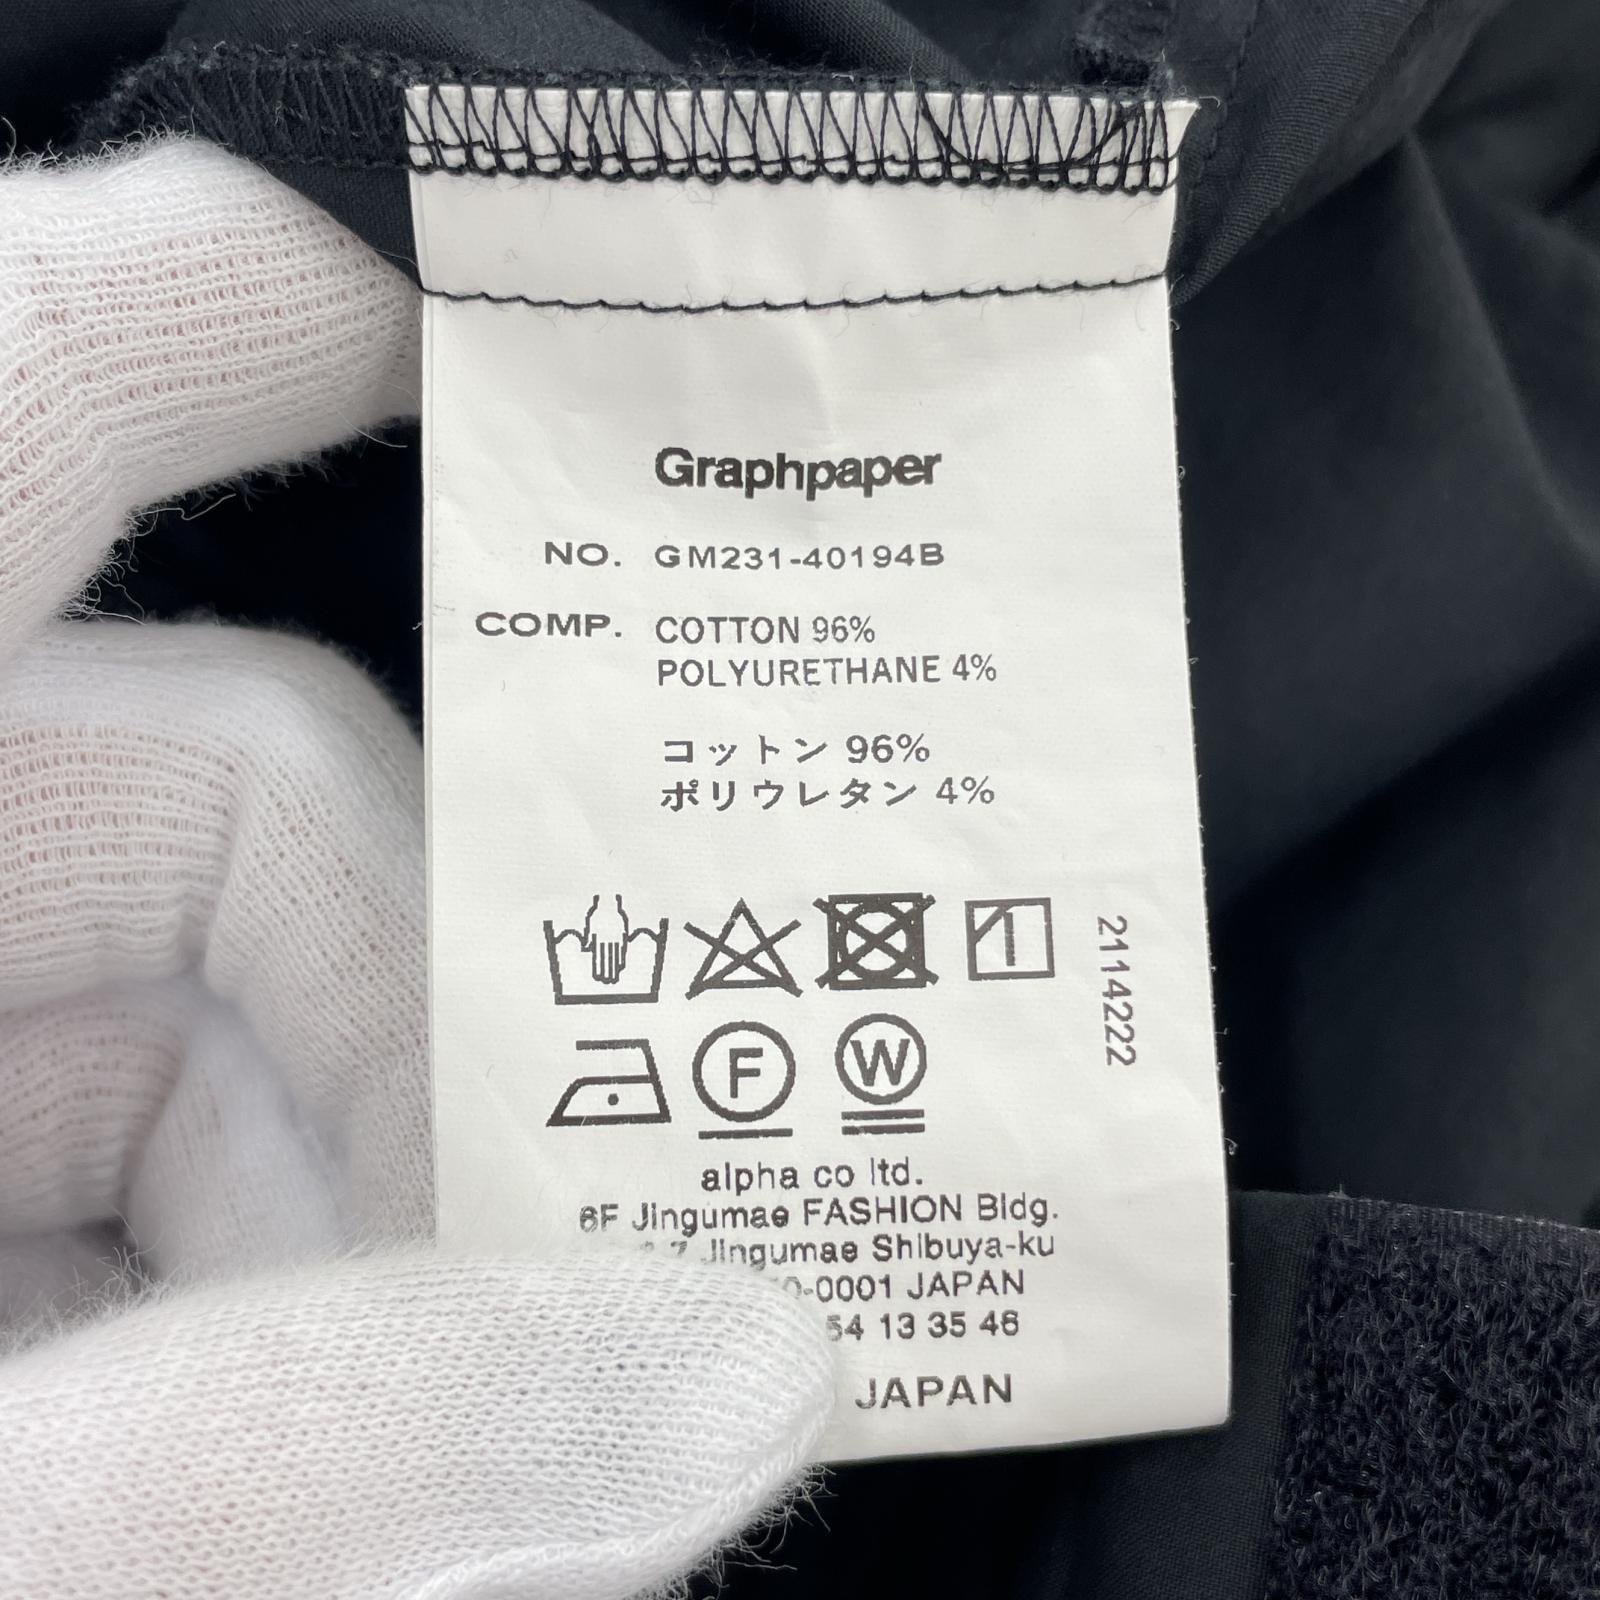 Graphpaper
NO. GM231-40194B
COMP. COTTON 96%
POLYURETHANE 4%
コットン 96%
ポリウレタン 4%
2114222
F
W
alpha co ltd.
6F Jingumae FASHION Bldg.
Jingumae Shibuya-ku
0-0001 JAPAN
54 13 35 46
JAPAN